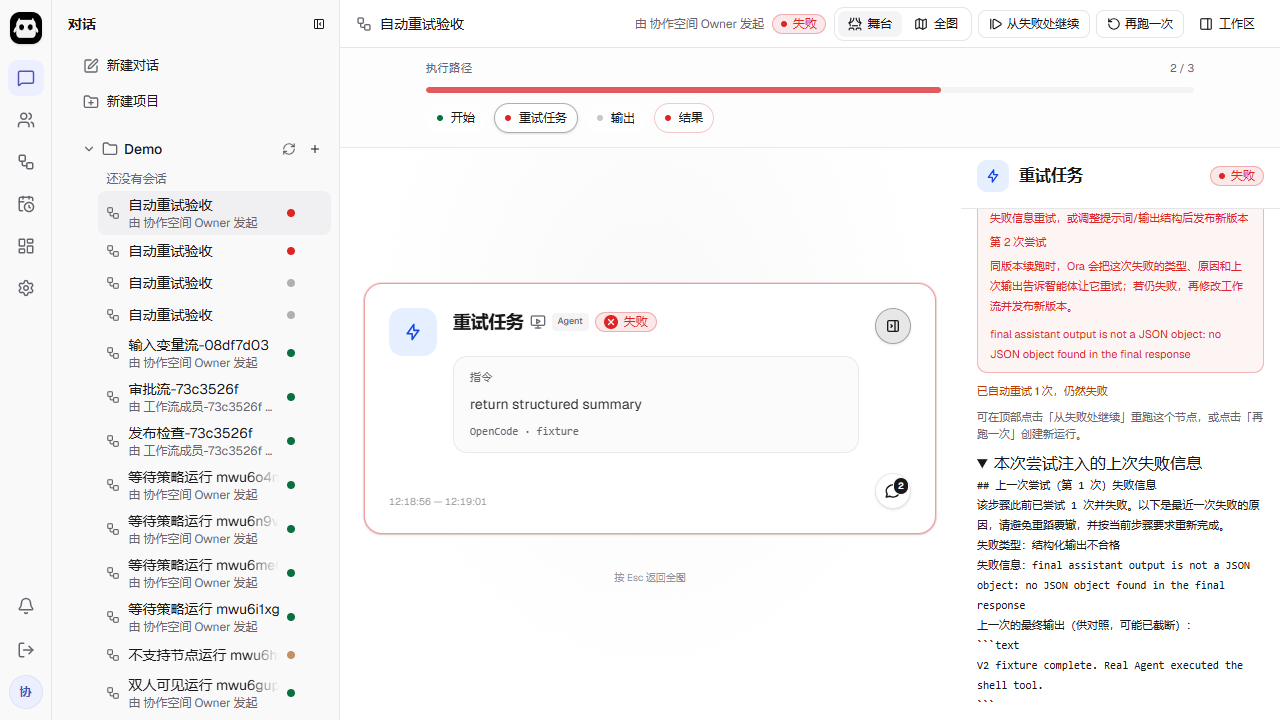 对话
新建对话
新建项目
Demo
还没有会话
自动重试验收
由 协作空间 Owner 发起
自动重试验收
自动重试验收
自动重试验收
输入变量流-08df7d03
由 协作空间 Owner 发起
审批流-73c3526f
由 工作流成员-73c3526f ...
发布检查-73c3526f
由 工作流成员-73c3526f ...
等待策略运行 mwu6o4
由 协作空间 Owner 发起
等待策略运行 mwu6n9
由 协作空间 Owner 发起
等待策略运行 mwu6me
由 协作空间 Owner 发起
等待策略运行 mwu6i1xg
由 协作空间 Owner 发起
不支持节点运行 mwu6h
双人可见运行 mwu6gup
由 协作空间 Owner 发起
协
自动重试验收
由 协作空间 Owner 发起
失败
舞台
全图
从失败处继续
再跑一次
工作区
执行路径
2 / 3
开始
重试任务
输出
结果
重试任务
Agent
失败
指令
return structured summary
OpenCode · fixture
12:18:56 — 12:19:01
2
按 Esc 返回全图
重试任务
失败
失败信息重试，或调整提示词/输出结构后发布新版本
第 2 次尝试
同版本续跑时，Ora 会把这次失败的类型、原因和上
次输出告诉智能体让它重试；若仍失败，再修改工作
流并发布新版本。
final assistant output is not a JSON object: no
JSON object found in the final response
已自动重试 1 次，仍然失败
可在顶部点击「从失败处继续」重跑这个节点，或点击「再
跑一次」创建新运行。
▼ 本次尝试注入的上次失败信息
## 上一次尝试（第 1 次）失败信息
该步骤此前已尝试 1 次并失败。以下是最近一次失败的原
因，请避免重蹈覆辙，并按当前步骤要求重新完成。
失败类型：结构化输出不合格
失败信息：final assistant output is not a JSON
object: no JSON object found in the final
response
上一次的最终输出（供对照，可能已截断）：
```text
V2 fixture complete. Real Agent executed the
shell tool.
```